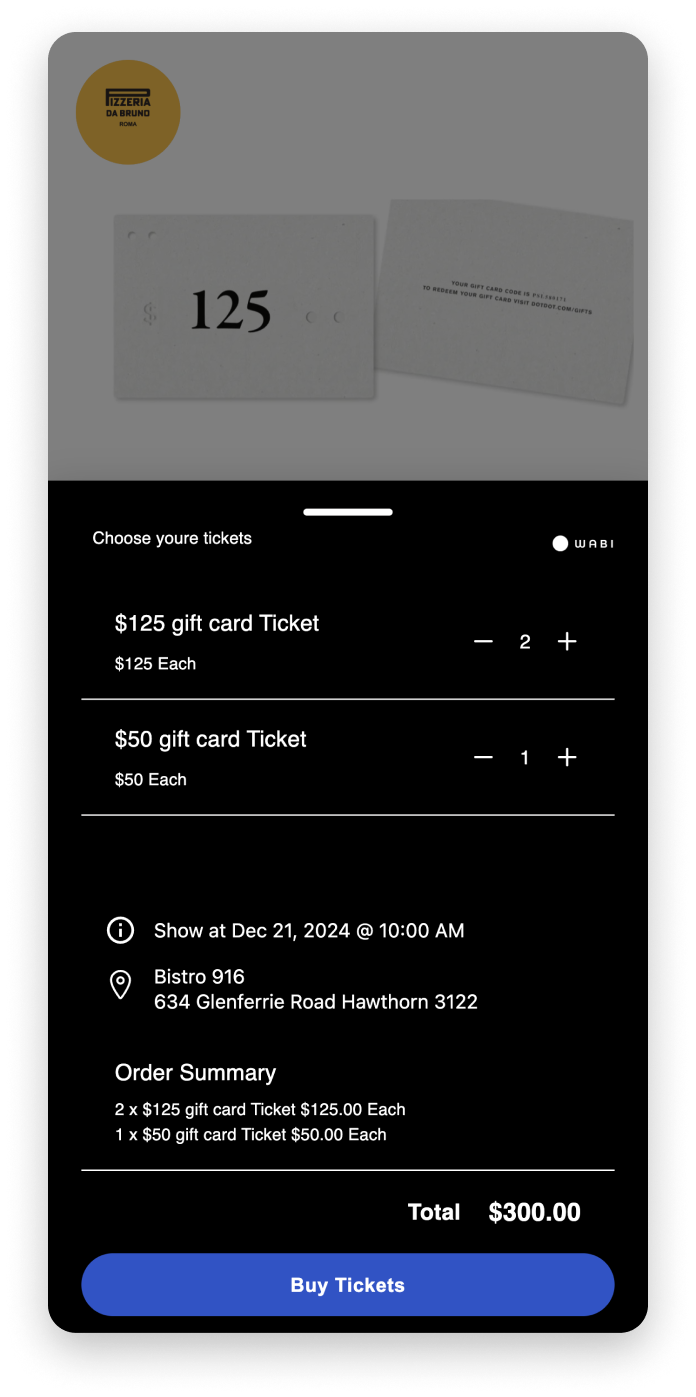 PIZZERIA
DA BRUNO
ROMA
$ 125
YOUR GIFT CARD CODE IS
TO REDEEM YOUR GIFT CARD VISIT DOTDOT.COM/GIFTS
Choose youre tickets
WABI
$125 gift card Ticket
$125 Each
2
$50 gift card Ticket
$50 Each
1
Show at Dec 21, 2024 @ 10:00 AM
Bistro 916
634 Glenferrie Road Hawthorn 3122
Order Summary
2 x $125 gift card Ticket $125.00 Each
1 x $50 gift card Ticket $50.00 Each
Total $300.00
Buy Tickets